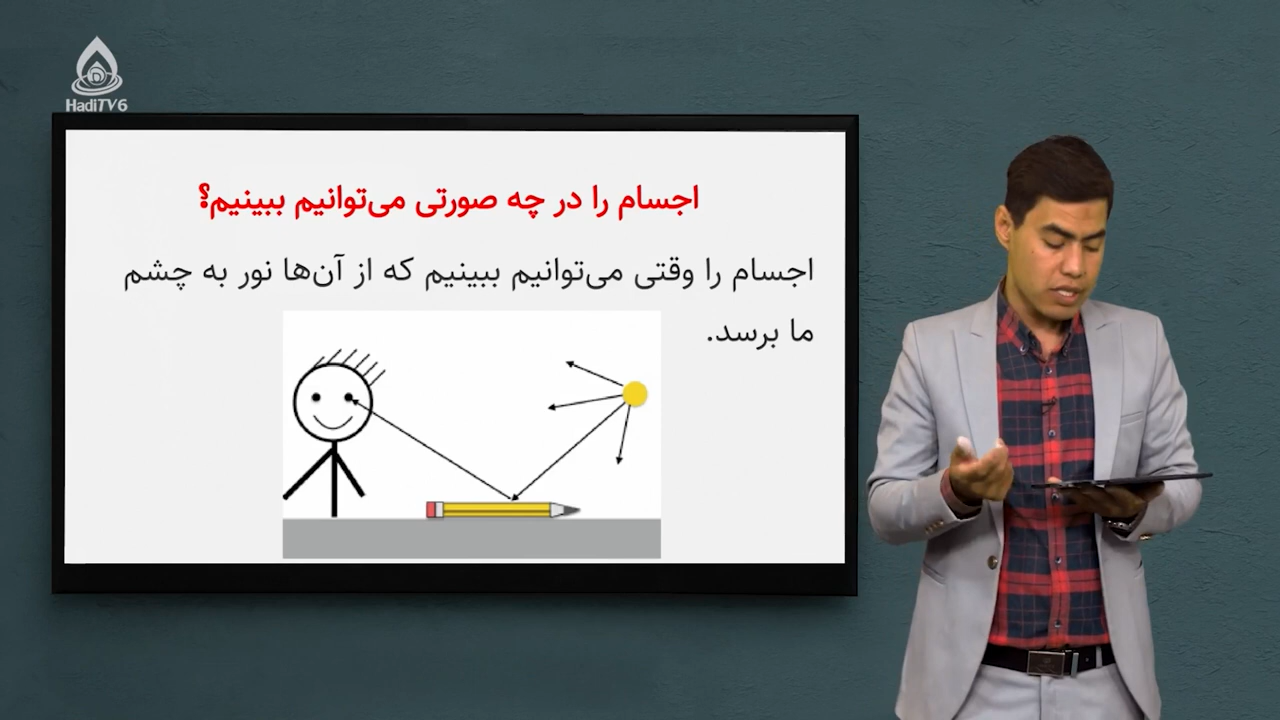 HadiTV6
اجسام را در چه صورتی می‌توانیم ببینیم؟
اجسام را وقتی می‌توانیم ببینیم که از آن‌ها نور به چشم
ما برسد.